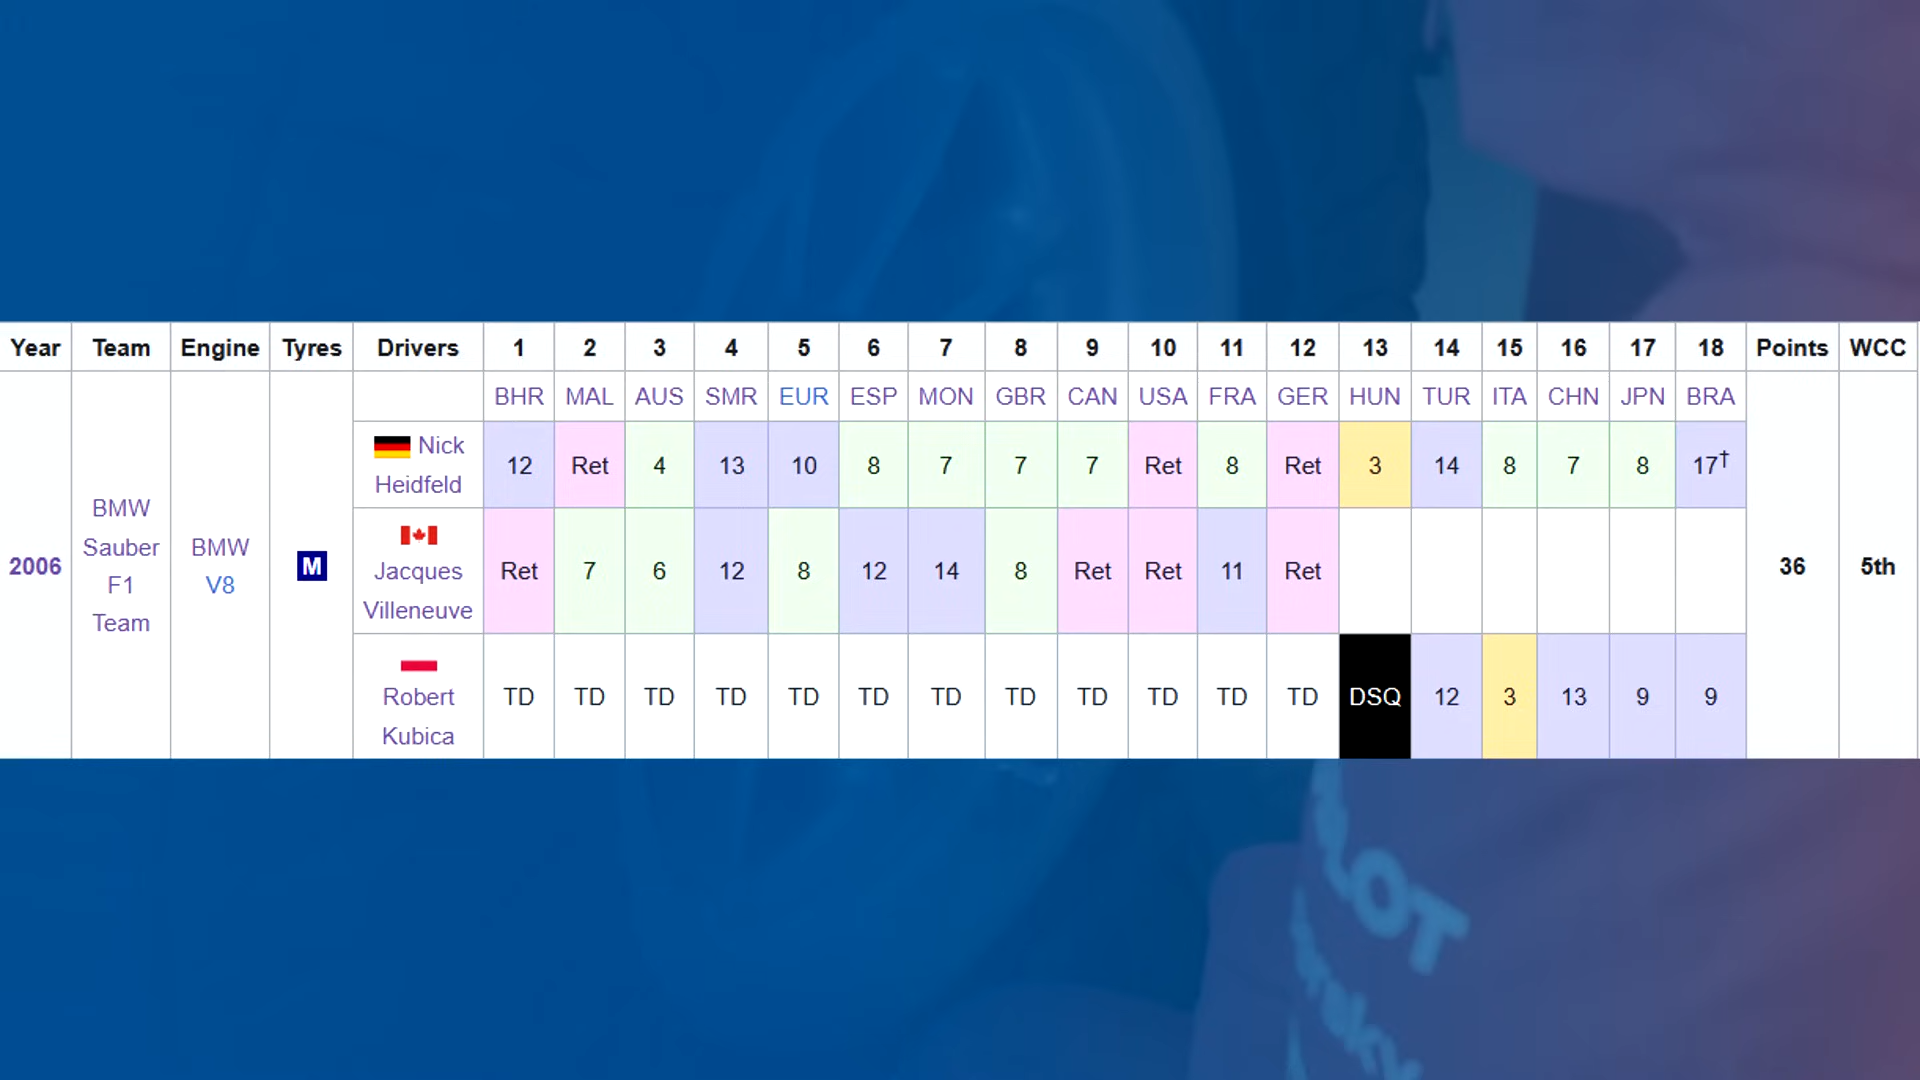 Year Team Engine Tyres Drivers 1 2 3 4 5 6 7 8 9 10 11 12 13 14 15 16 17 18 Points WCC
BHR MAL AUS SMR EUR ESP MON GBR CAN USA FRA GER HUN TUR ITA CHN JPN BRA
2006
BMW
Sauber
F1
Team
BMW
V8
M
Nick
Heidfeld
12 Ret 4 13 10 8 7 7 7 Ret 8 Ret 3 14 8 7 8 17†
Jacques
Villeneuve
Ret 7 6 12 8 12 14 8 Ret Ret 11 Ret
Robert
Kubica
TD TD TD TD TD TD TD TD TD TD TD TD DSQ 12 3 13 9 9
36
5th